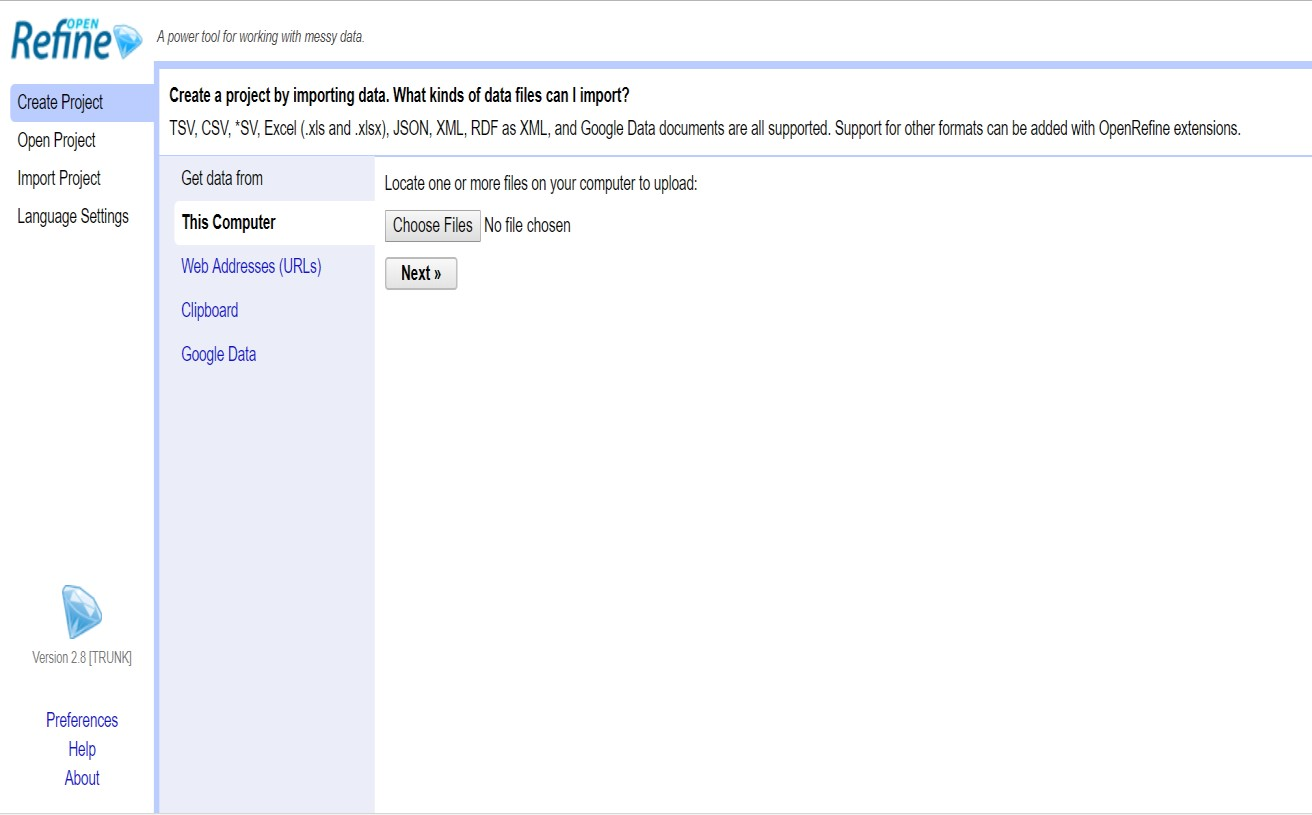 OPEN
Refine
A power tool for working with messy data.
Create Project
Open Project
Import Project
Language Settings
Version 2.8 [TRUNK]
Preferences
Help
About
Create a project by importing data. What kinds of data files can I import?
TSV, CSV, *SV, Excel (.xls and .xlsx), JSON, XML, RDF as XML, and Google Data documents are all supported. Support for other formats can be added with OpenRefine extensions.
Get data from
This Computer
Web Addresses (URLs)
Clipboard
Google Data
Locate one or more files on your computer to upload:
Choose Files No file chosen
Next »